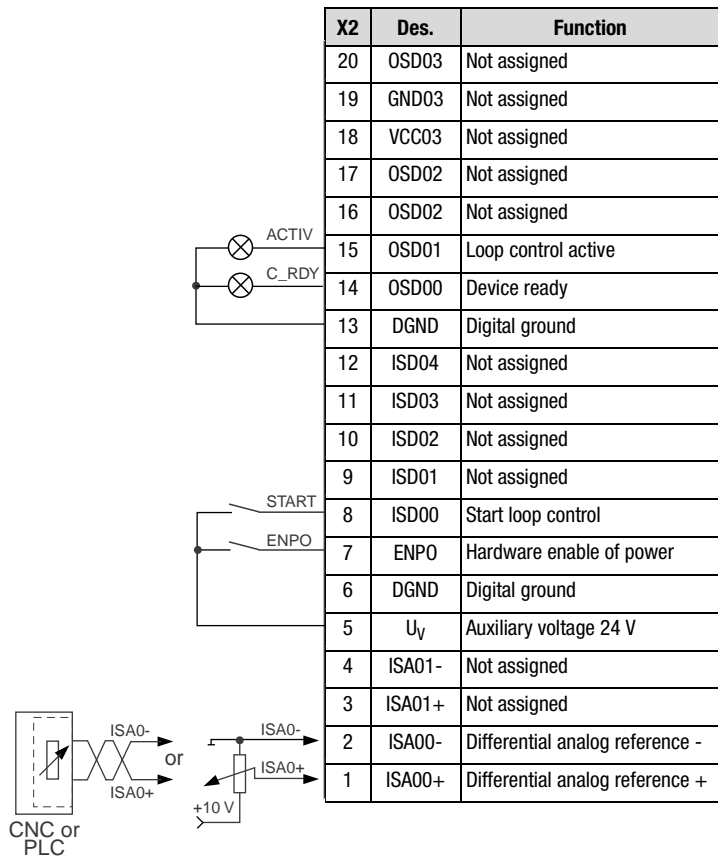 X2 Des. Function
20 OSD03 Not assigned
19 GND03 Not assigned
18 VCC03 Not assigned
17 OSD02 Not assigned
16 OSD02 Not assigned
ACTIV 15 OSD01 Loop control active
C_RDY 14 OSD00 Device ready
13 DGND Digital ground
12 ISD04 Not assigned
11 ISD03 Not assigned
10 ISD02 Not assigned
9 ISD01 Not assigned
START 8 ISD00 Start loop control
ENPO 7 ENPO Hardware enable of power
6 DGND Digital ground
5 UV Auxiliary voltage 24 V
4 ISA01- Not assigned
3 ISA01+ Not assigned
ISA0- or ISA0- 2 ISA00- Differential analog reference -
ISA0+ ISA0+ 1 ISA00+ Differential analog reference +
+10 V
CNC or
PLC